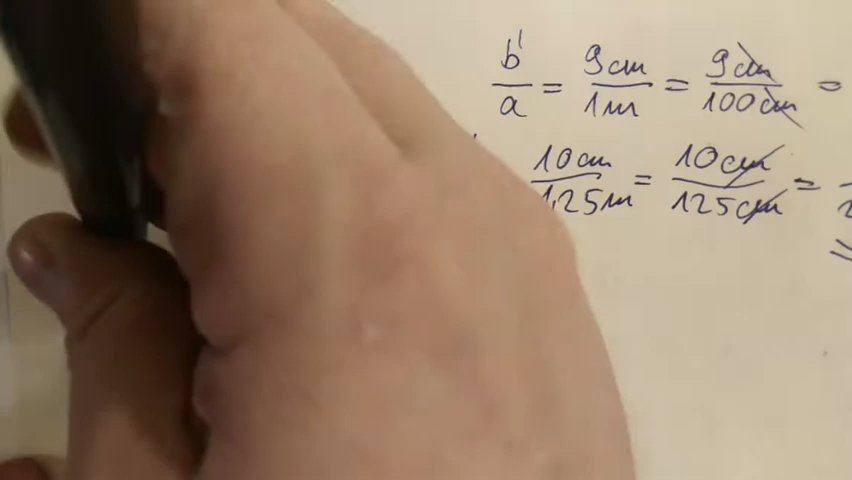 b'/a = 9cm/1m = 9cm/100cm =
10cm/1,25m = 10cm/125cm =
=